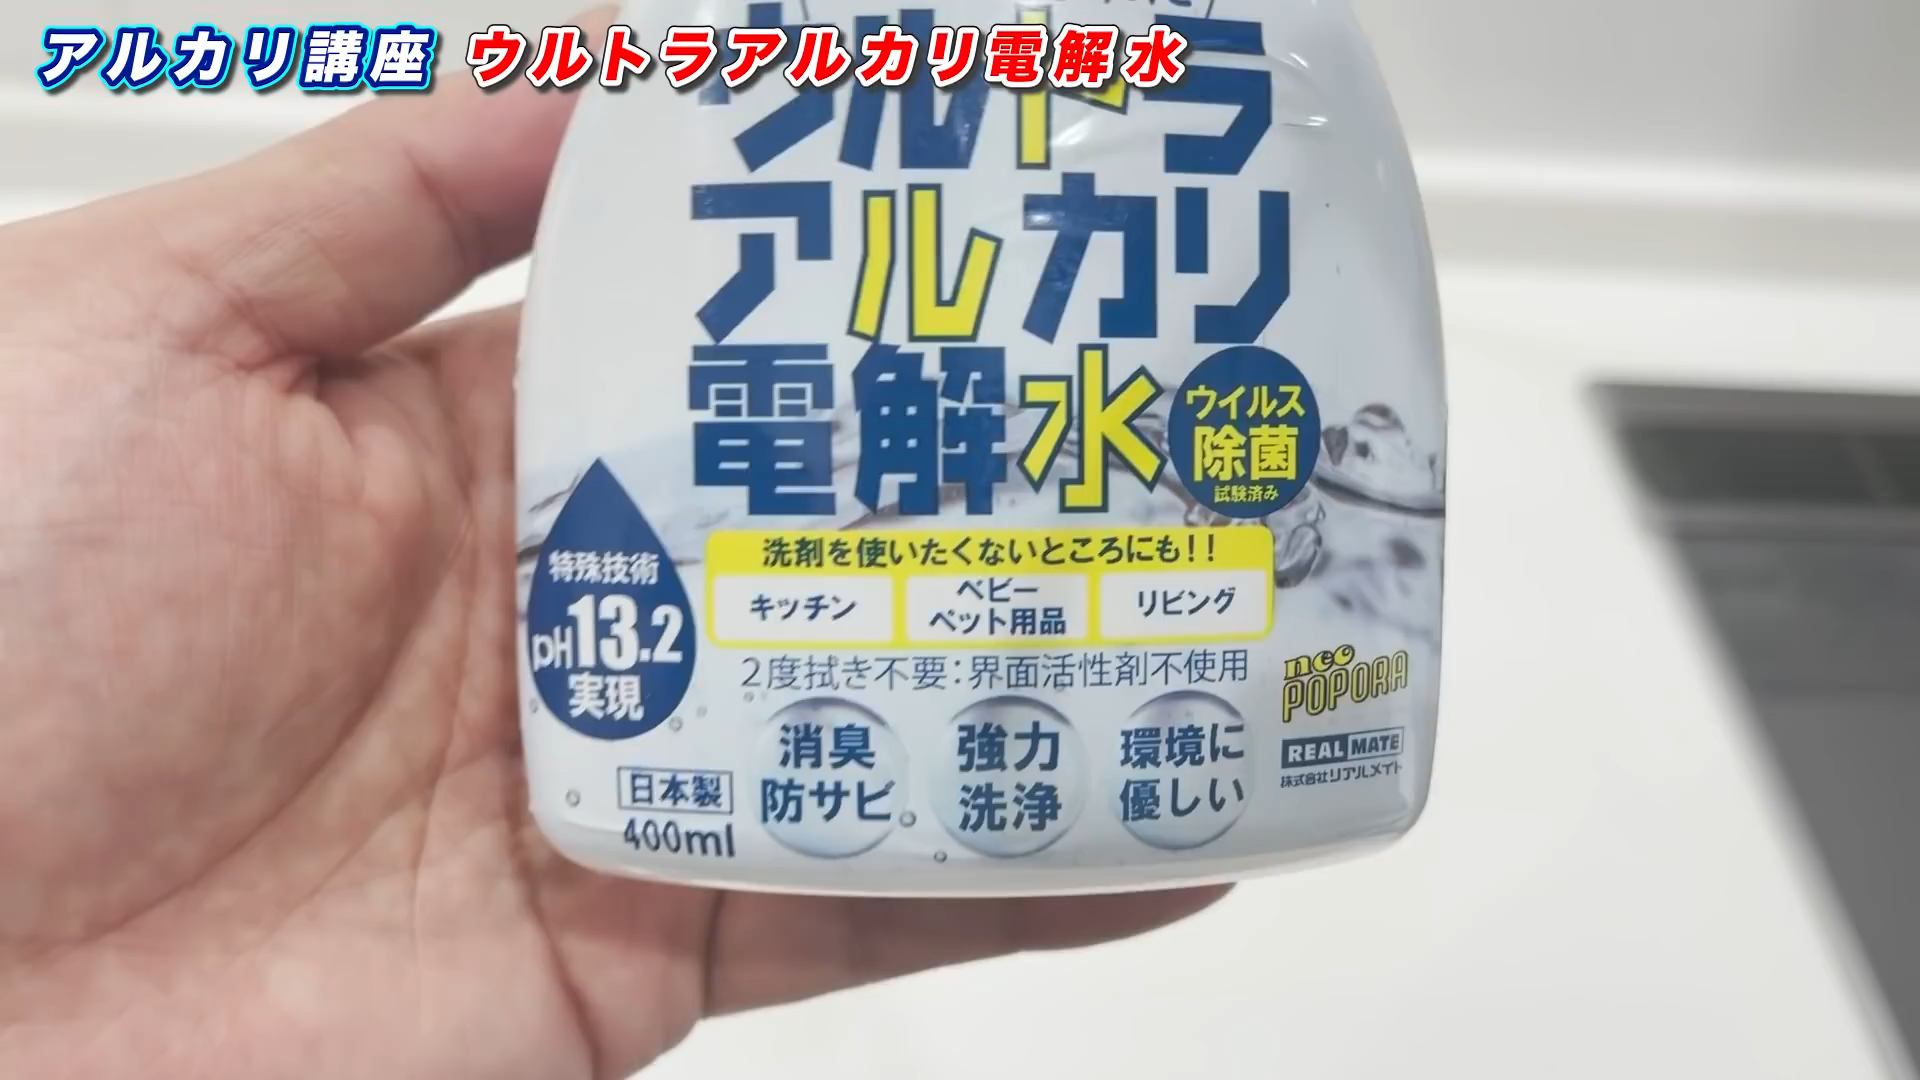 アルカリ講座 ウルトラアルカリ電解水
ウルトラ
アルカリ
電解水
ウイルス
除菌
試験済み
特殊技術
pH13.2
実現
洗剤を使いたくないところにも!!
キッチン
ベビー
ペット用品
リビング
2度拭き不要:界面活性剤不使用
neo
POPORA
消臭
防サビ
強力
洗浄
環境に
優しい
REAL MATE
株式会社リアルメイト
日本製
400ml